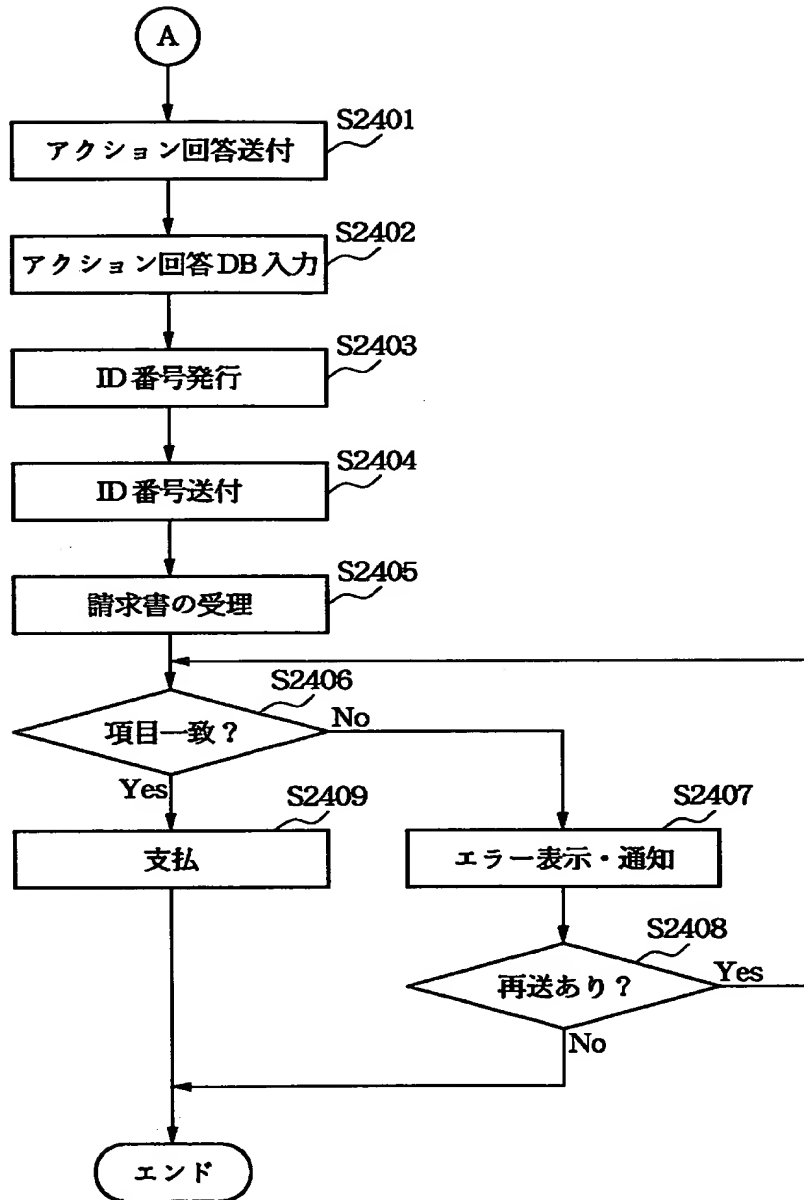 A
S2401
アクション回答送付
S2402
アクション回答DB入力
S2403
ID番号発行
S2404
ID番号送付
S2405
請求書の受理
S2406
項目一致？
No
Yes
S2409
支払
S2407
エラー表示・通知
S2408
再送あり？
Yes
No
エンド